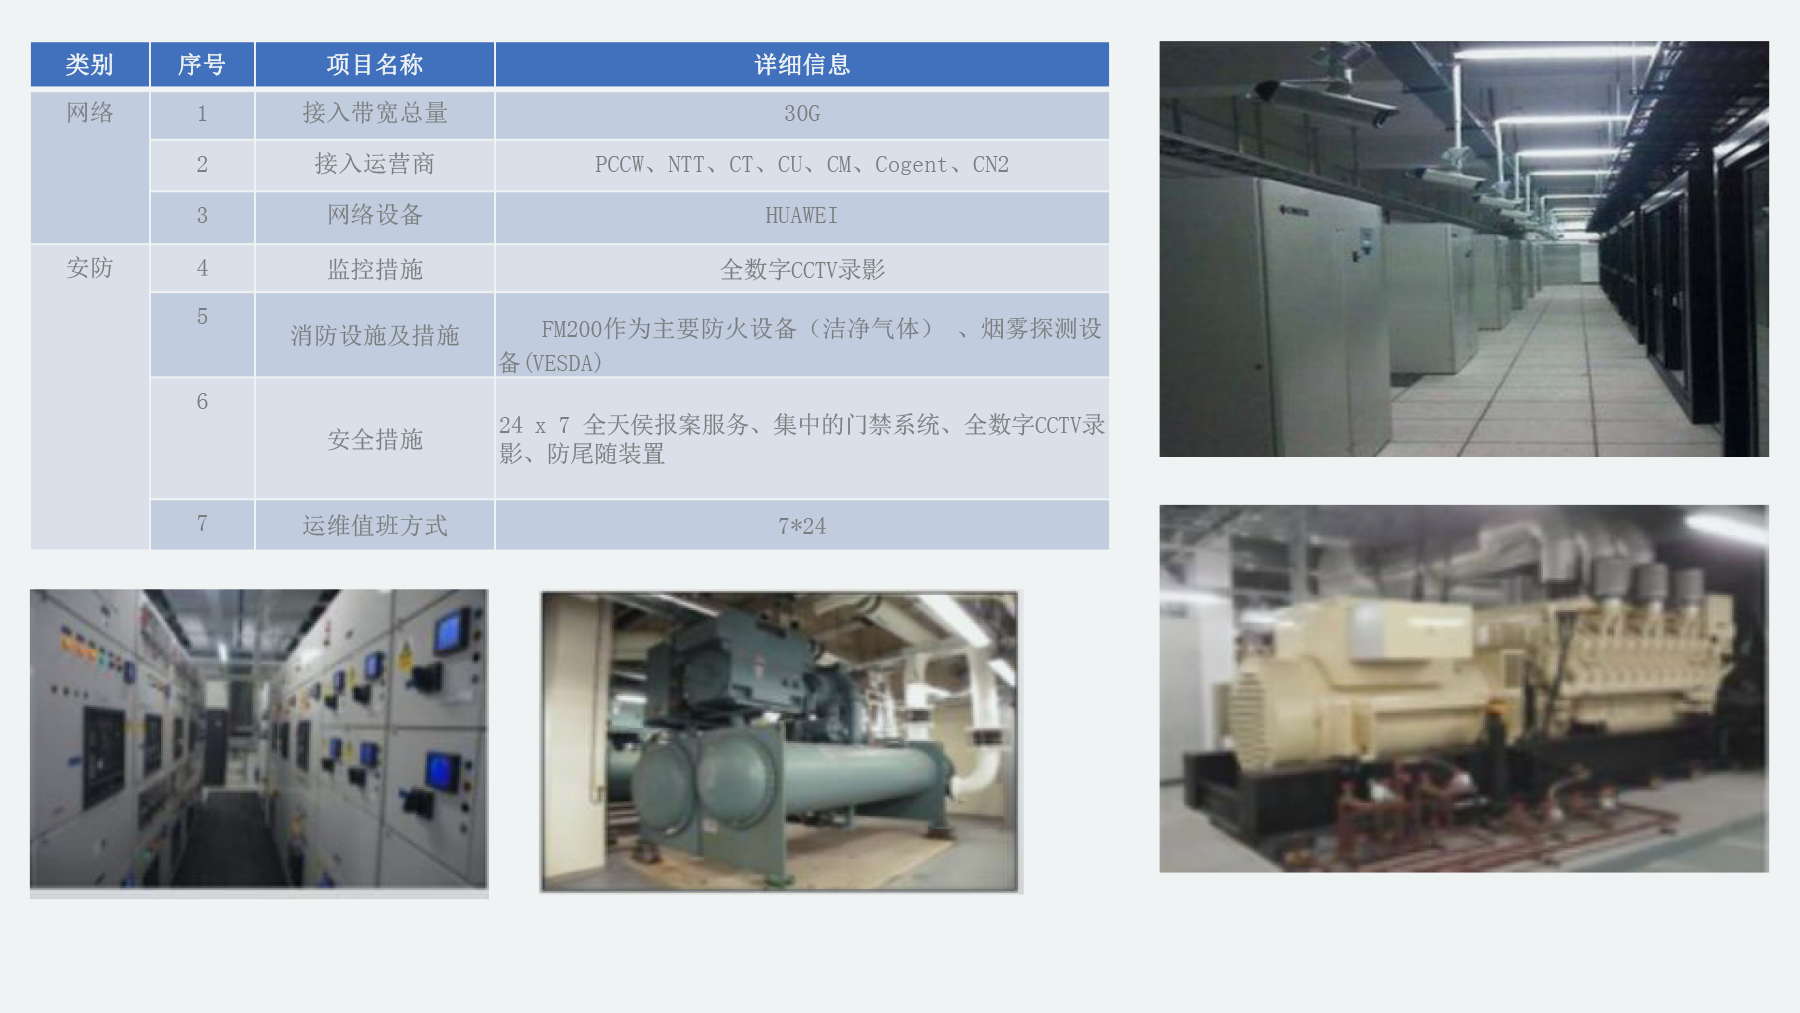 类别 序号 项目名称 详细信息
网络 1 接入带宽总量 30G
2 接入运营商 PCCW、NTT、CT、CU、CM、Cogent、CN2
3 网络设备 HUAWEI
安防 4 监控措施 全数字CCTV录影
5 消防设施及措施 FM200作为主要防火设备（洁净气体） 、烟雾探测设
备(VESDA)
6 安全措施 24 x 7 全天侯报案服务、集中的门禁系统、全数字CCTV录
影、防尾随装置
7 运维值班方式 7*24